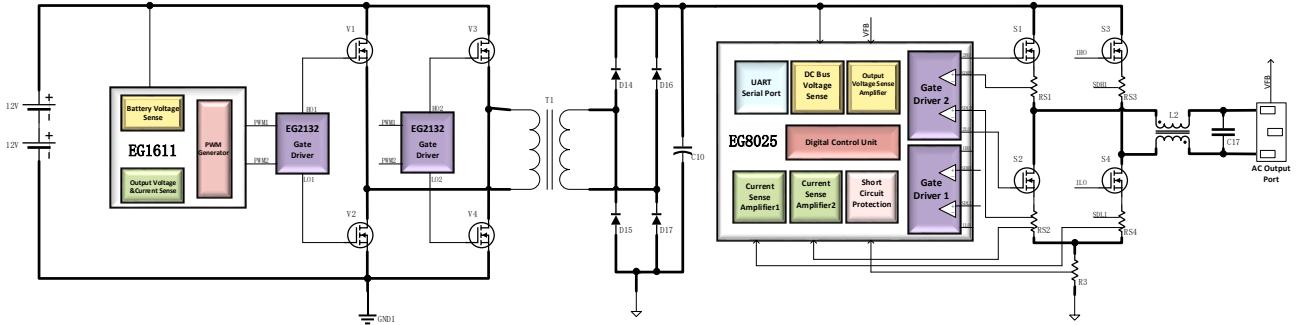 V1
V3
12V
12V
Battery Voltage
Sense
EG1611
Output Voltage
&Current Sense
PWM
Generator
PWM1
PWM2
HO1
EG2132
Gate
Driver
LO1
PWM1
PWM2
HO2
EG2132
Gate
Driver
LO2
V2
V4
GND1
T1
D14
D16
D15
D17
C10
VFB
UART
Serial Port
DC Bus
Voltage
Sense
Output
Voltage Sense
Amplifier
Gate
Driver 2
EG8025
Digital Control Unit
Current
Sense
Amplifier1
Current
Sense
Amplifier2
Short
Circuit
Protection
Gate
Driver 1
S1
S3
1HO
SDH1
RS1
RS3
S2
S4
1LO
SDL1
RS2
RS4
R3
L2
C17
VFB
AC Output
Port